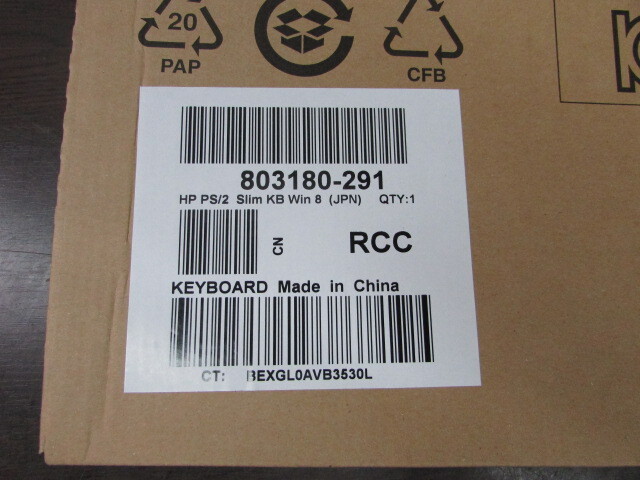 20
PAP
CFB
803180-291
HP PS/2 Slim KB Win 8 (JPN) QTY:1
CN
RCC
KEYBOARD Made in China
CT: BEXGL0AVB3530L